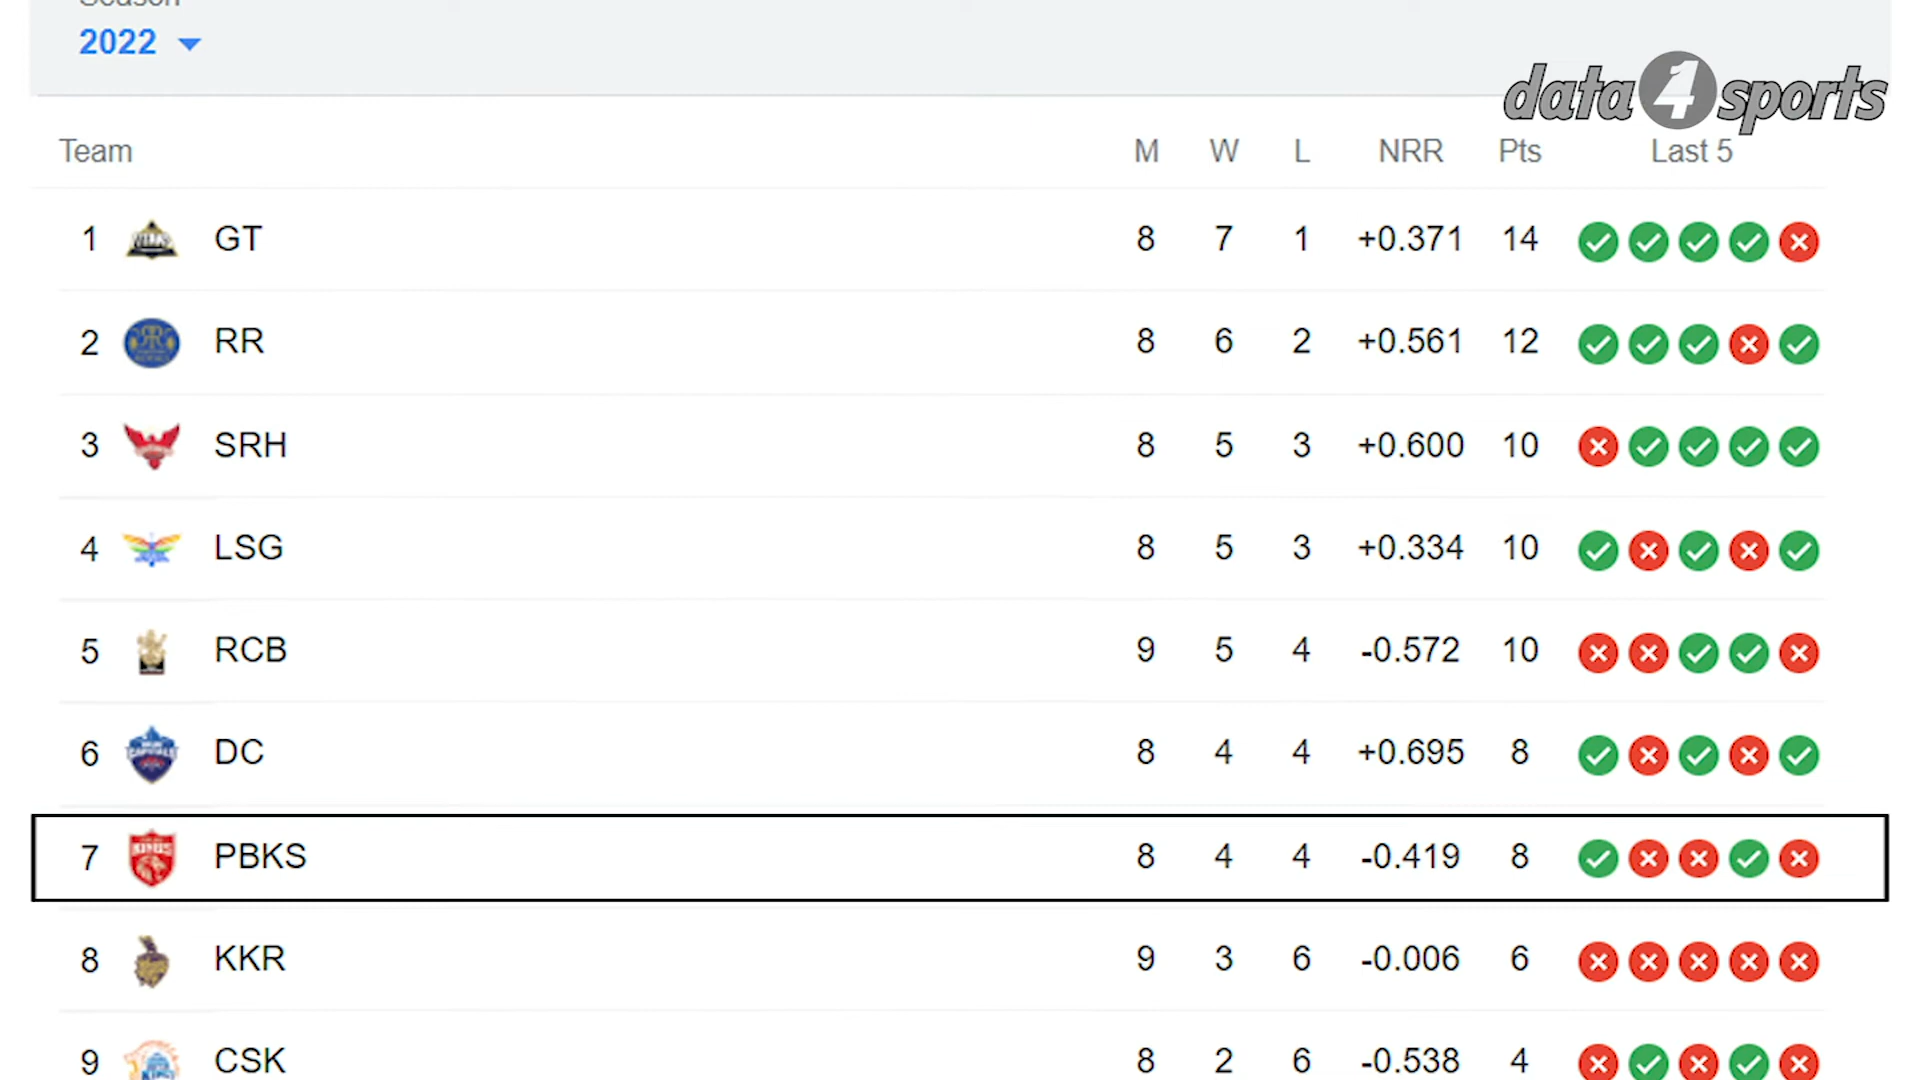 Season
2022
data4sports
Team M W L NRR Pts Last 5
1 GT 8 7 1 +0.371 14
2 RR 8 6 2 +0.561 12
3 SRH 8 5 3 +0.600 10
4 LSG 8 5 3 +0.334 10
5 RCB 9 5 4 -0.572 10
6 DC 8 4 4 +0.695 8
7 PBKS 8 4 4 -0.419 8
8 KKR 9 3 6 -0.006 6
9 CSK 8 2 6 -0.538 4